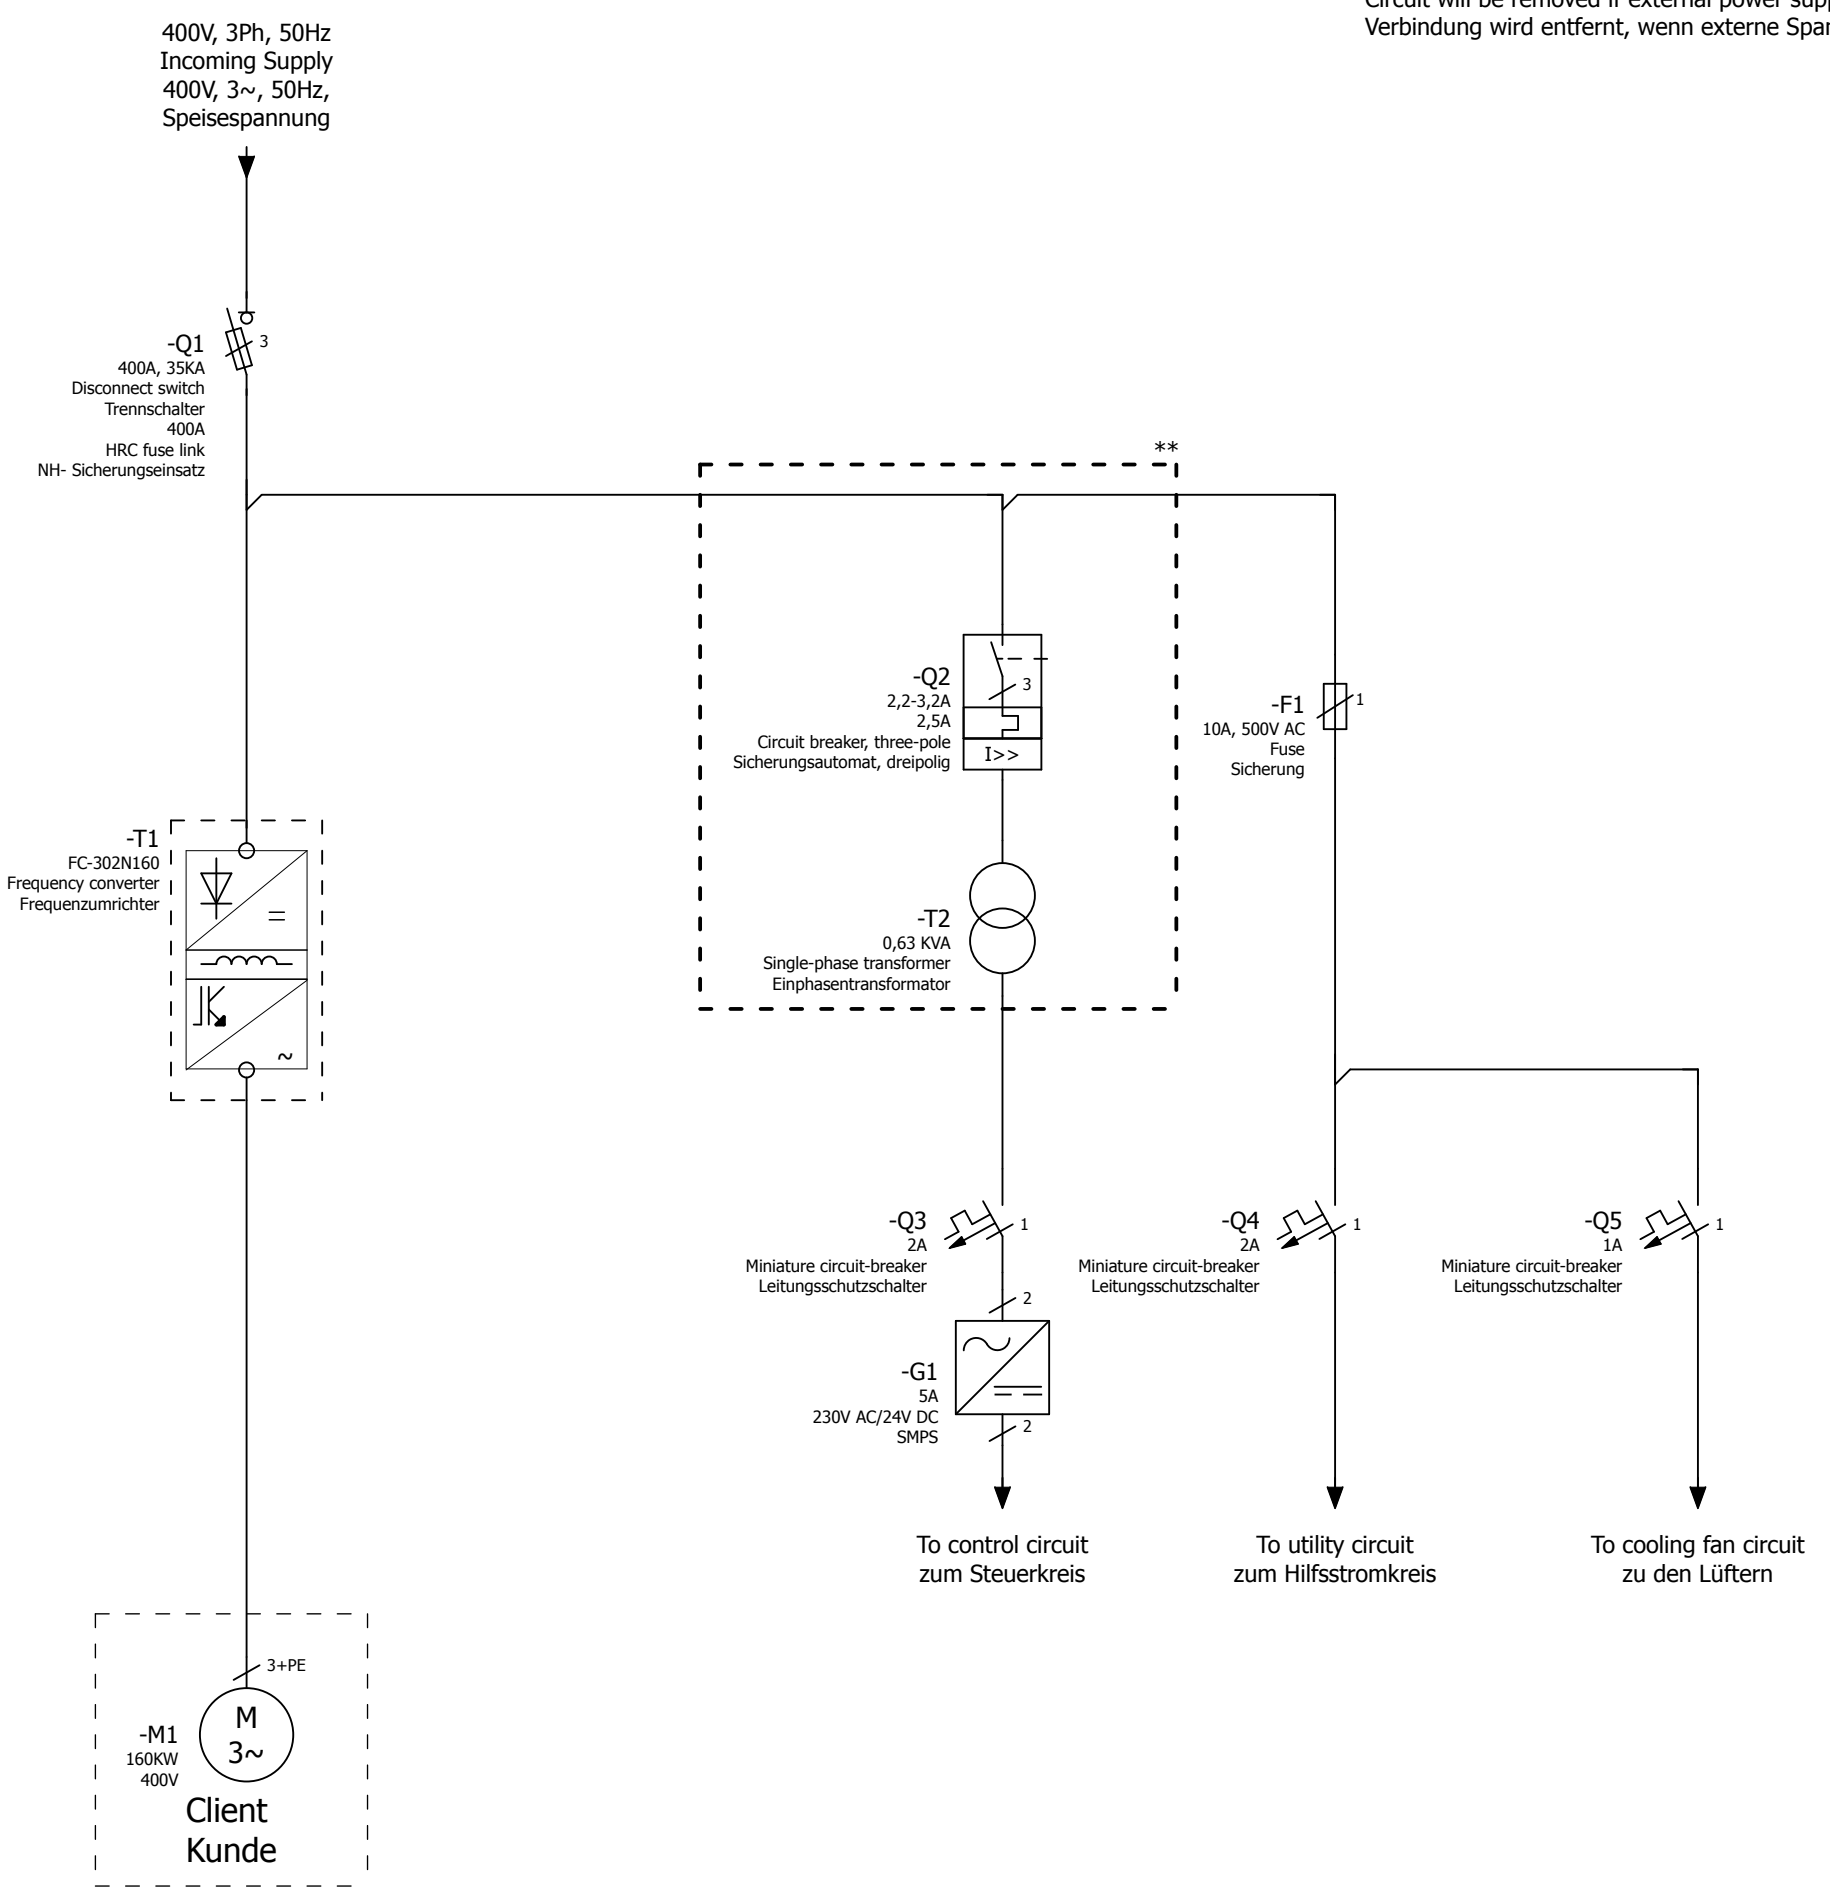 Circuit will be removed if external power
Verbindung wird entfernt, wenn externe
400V, 3Ph, 50Hz
Incoming Supply
400V, 3~, 50Hz,
Speisespannung
-Q1
400A, 35KA
Disconnect switch
Trennschalter
400A
HRC fuse link
NH- Sicherungseinsatz
3
**
-Q2
2,2-3,2A
2,5A
Circuit breaker, three-pole
Sicherungsautomat, dreipolig
3
I>>
-F1
10A, 500V AC
Fuse
Sicherung
1
-T1
FC-302N160
Frequency converter
Frequenzumrichter
=
~
-T2
0,63 KVA
Single-phase transformer
Einphasentransformator
-Q3
2A
Miniature circuit-breaker
Leitungsschutzschalter
1
-Q4
2A
Miniature circuit-breaker
Leitungsschutzschalter
1
-Q5
1A
Miniature circuit-breaker
Leitungsschutzschalter
1
2
-G1
5A
230V AC/24V DC
SMPS
2
To control circuit
zum Steuerkreis
To utility circuit
zum Hilfsstromkreis
To cooling fan circuit
zu den Lüftern
3+PE
-M1
160KW
400V
M
3~
Client
Kunde